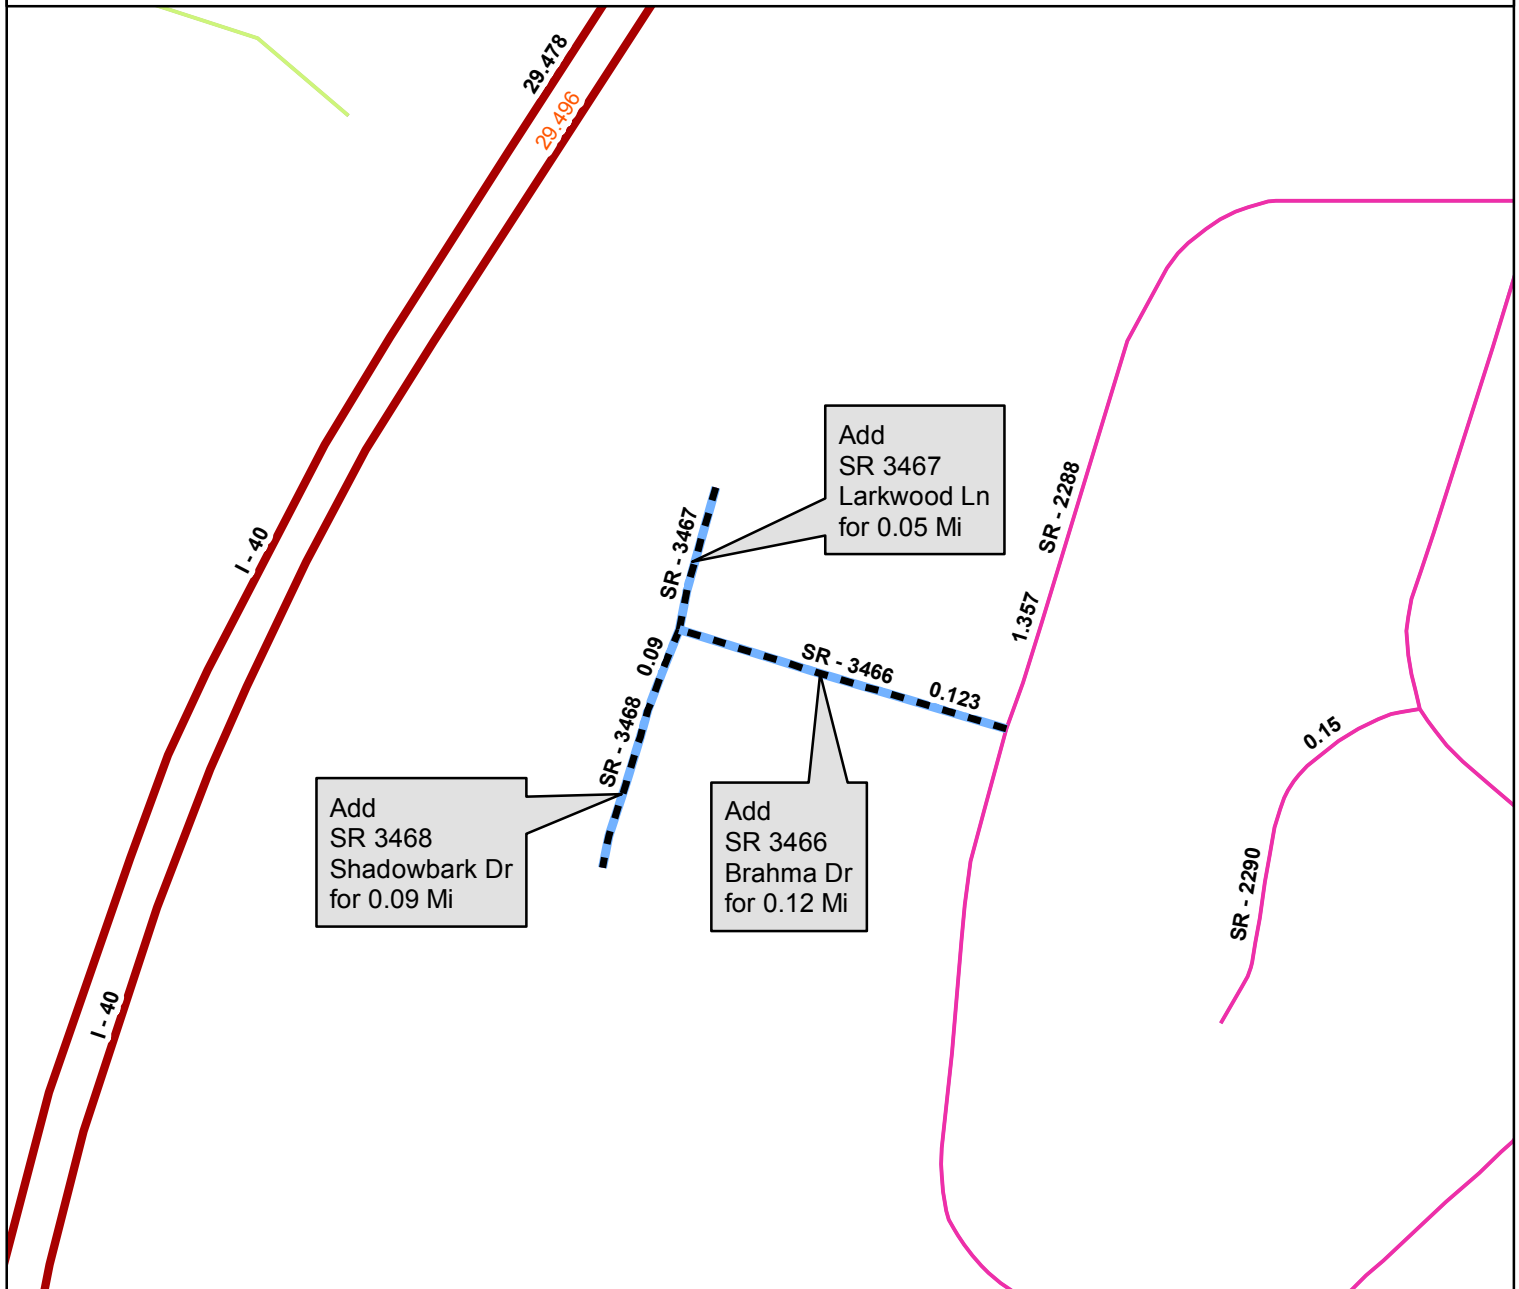 29.478
29.496
Add
SR 3467
Larkwood Ln
for 0.05 Mi
SR - 2288
SR - 3467
I - 40
1.357
0.09
SR - 3466
0.123
SR - 3468
0.15
Add
SR 3468
Shadowbark Dr
for 0.09 Mi
Add
SR 3466
Brahma Dr
for 0.12 Mi
SR - 2290
I - 40